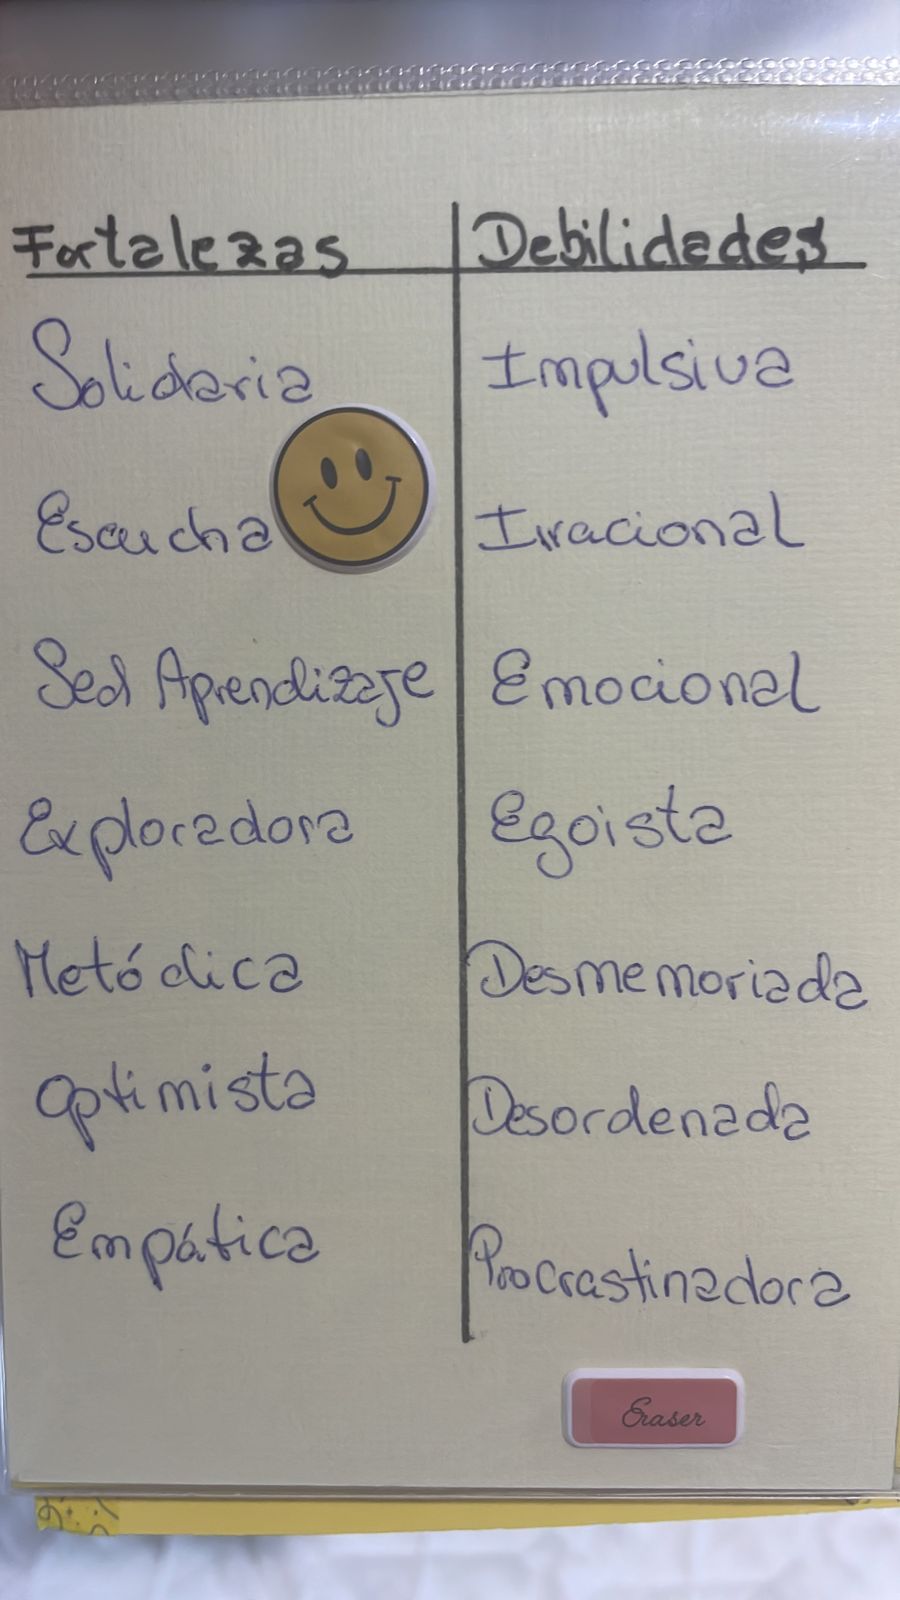 Fortalezas
Solidaria
Escucha
Sed Aprendizaje
Exploradora
Metódica
Optimista
Empática
Debilidades
Impulsiva
Irracional
Emocional
Egoista
Desmemoriada
Desordenada
Procrastinadora
Eraser